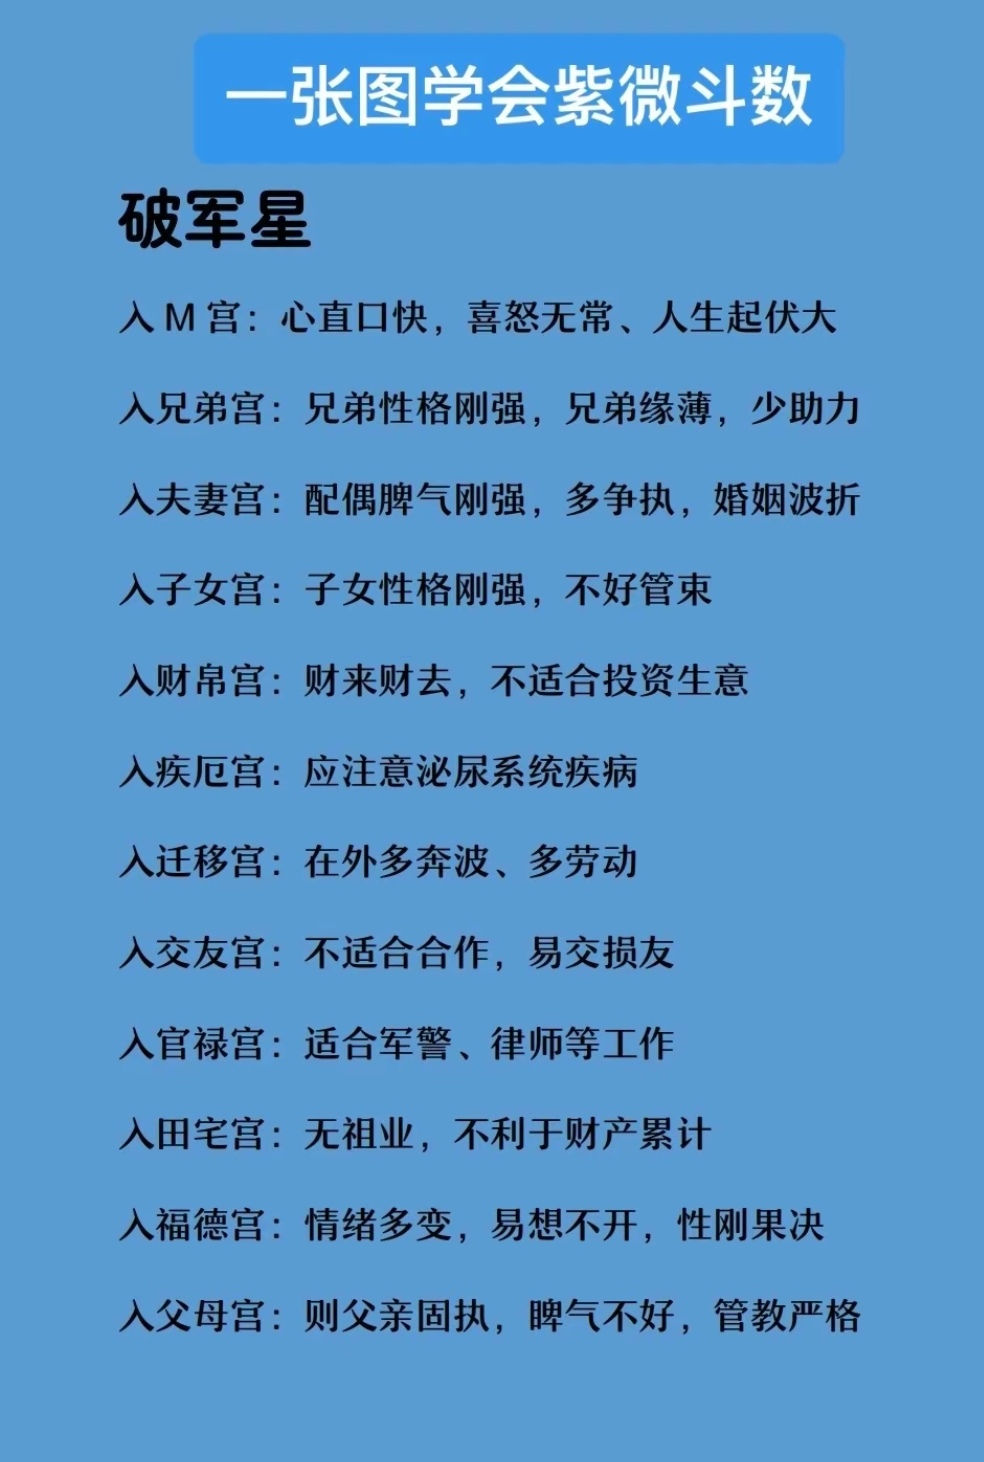 一张图学会紫微斗数
破军星
入M宫：心直口快，喜怒无常、人生起伏大
入兄弟宫：兄弟性格刚强，兄弟缘薄，少助力
入夫妻宫：配偶脾气刚强，多争执，婚姻波折
入子女宫：子女性格刚强，不好管束
入财帛宫：财来财去，不适合投资生意
入疾厄宫：应注意泌尿系统疾病
入迁移宫：在外多奔波、多劳动
入交友宫：不适合合作，易交损友
入官禄宫：适合军警、律师等工作
入田宅宫：无祖业，不利于财产累计
入福德宫：情绪多变，易想不开，性刚果决
入父母宫：则父亲固执，睥气不好，管教严格